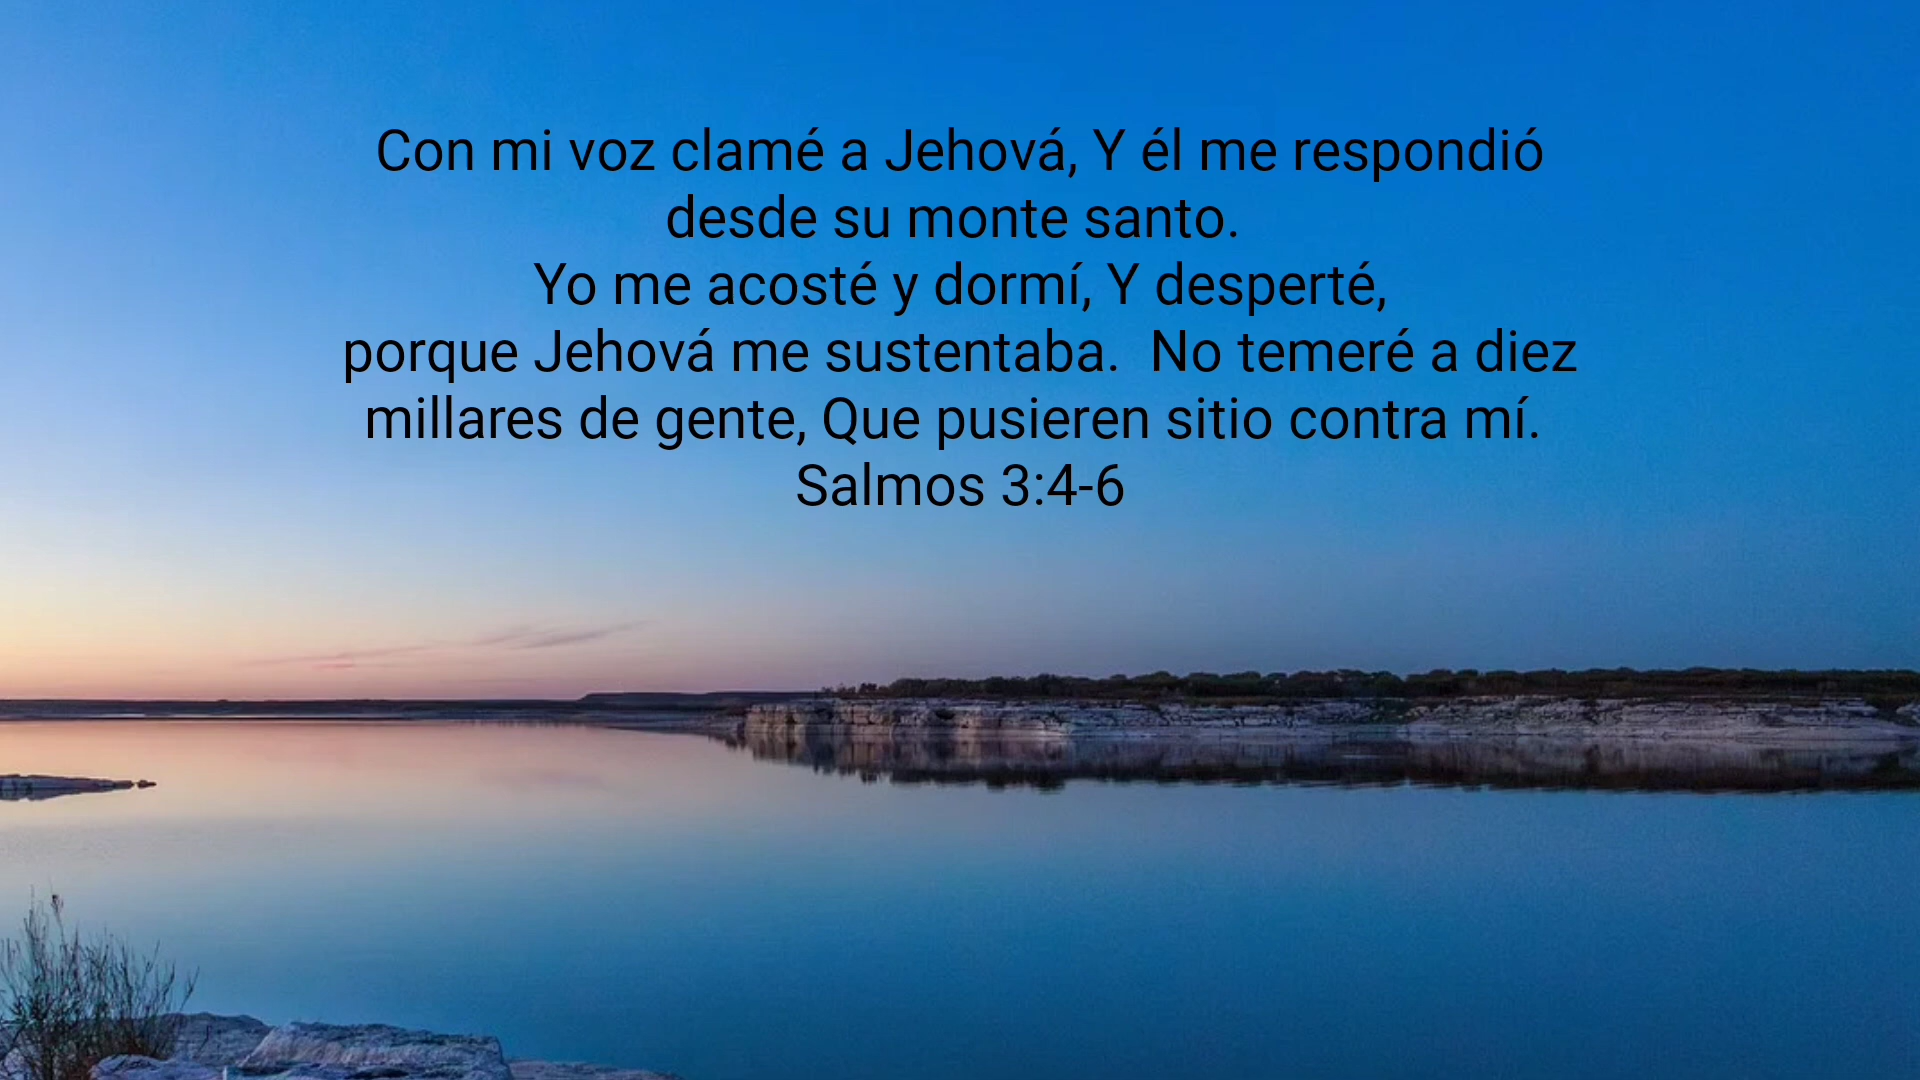 Con mi voz clamé a Jehová, Y él me respondió
desde su monte santo.
Yo me acosté y dormí, Y desperté,
porque Jehová me sustentaba.  No temeré a diez
millares de gente, Que pusieren sitio contra mí.
Salmos 3:4-6